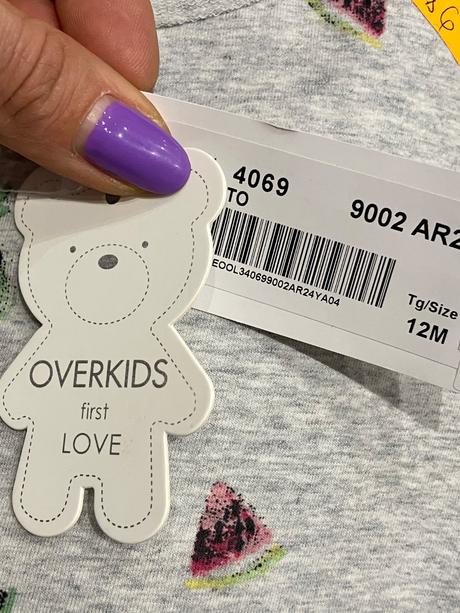 4069
TO
9002 AR2
EOOL340699002AR24YA04
Tg/Size
12M
OVERKIDS
first
LOVE